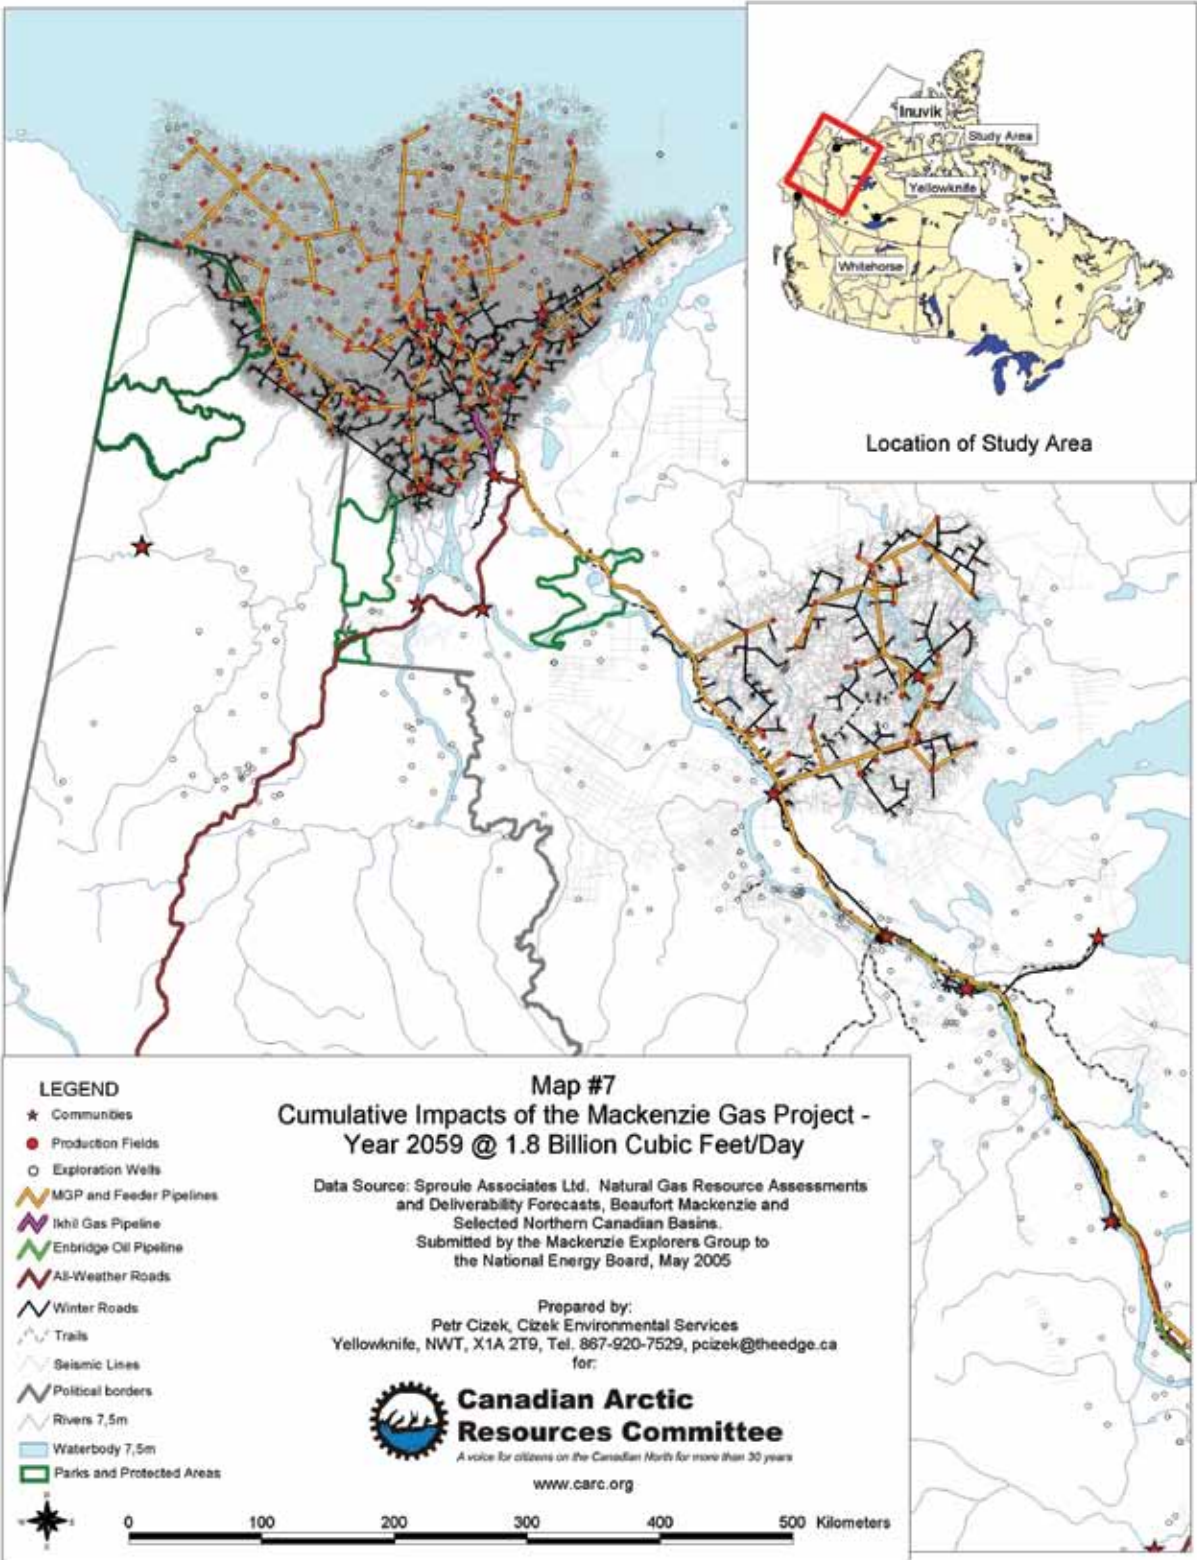 Inuvik
Study Area
Yellowknife
Whitehorse
Location of Study Area
LEGEND
Communities
Production Fields
Exploration Wells
MGP and Feeder Pipelines
Ikhil Gas Pipeline
Enbridge Oil Pipeline
All-Weather Roads
Winter Roads
Trails
Seismic Lines
Political borders
Rivers 7,5m
Waterbody 7,5m
Parks and Protected Areas
Map #7
Cumulative Impacts of the Mackenzie Gas Project -
Year 2059 @ 1.8 Billion Cubic Feet/Day
Data Source: Sproule Associates Ltd. Natural Gas Resource Assessments
and Deliverability Forecasts, Beaufort Mackenzie and
Selected Northern Canadian Basins.
Submitted by the Mackenzie Explorers Group to
the National Energy Board, May 2005
Prepared by:
Petr Cizek, Cizek Environmental Services
Yellowknife, NWT, X1A 2T9, Tel. 867-920-7529, pcizek@theedge.ca
for:
Canadian Arctic
Resources Committee
A voice for citizens on the Canadian North for more than 30 years
www.carc.org
0 100 200 300 400 500 Kilometers